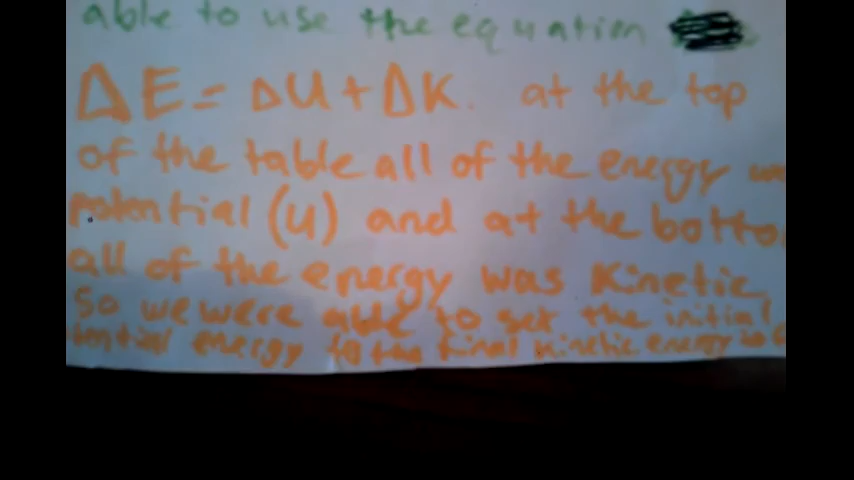 able to use the equation
ΔE = ΔU + ΔK. at the top
of the table all of the energy
potential (U) and at the
all of the energy was Kinetic,
So we were able to set the initial
energy to the final kinetic energy